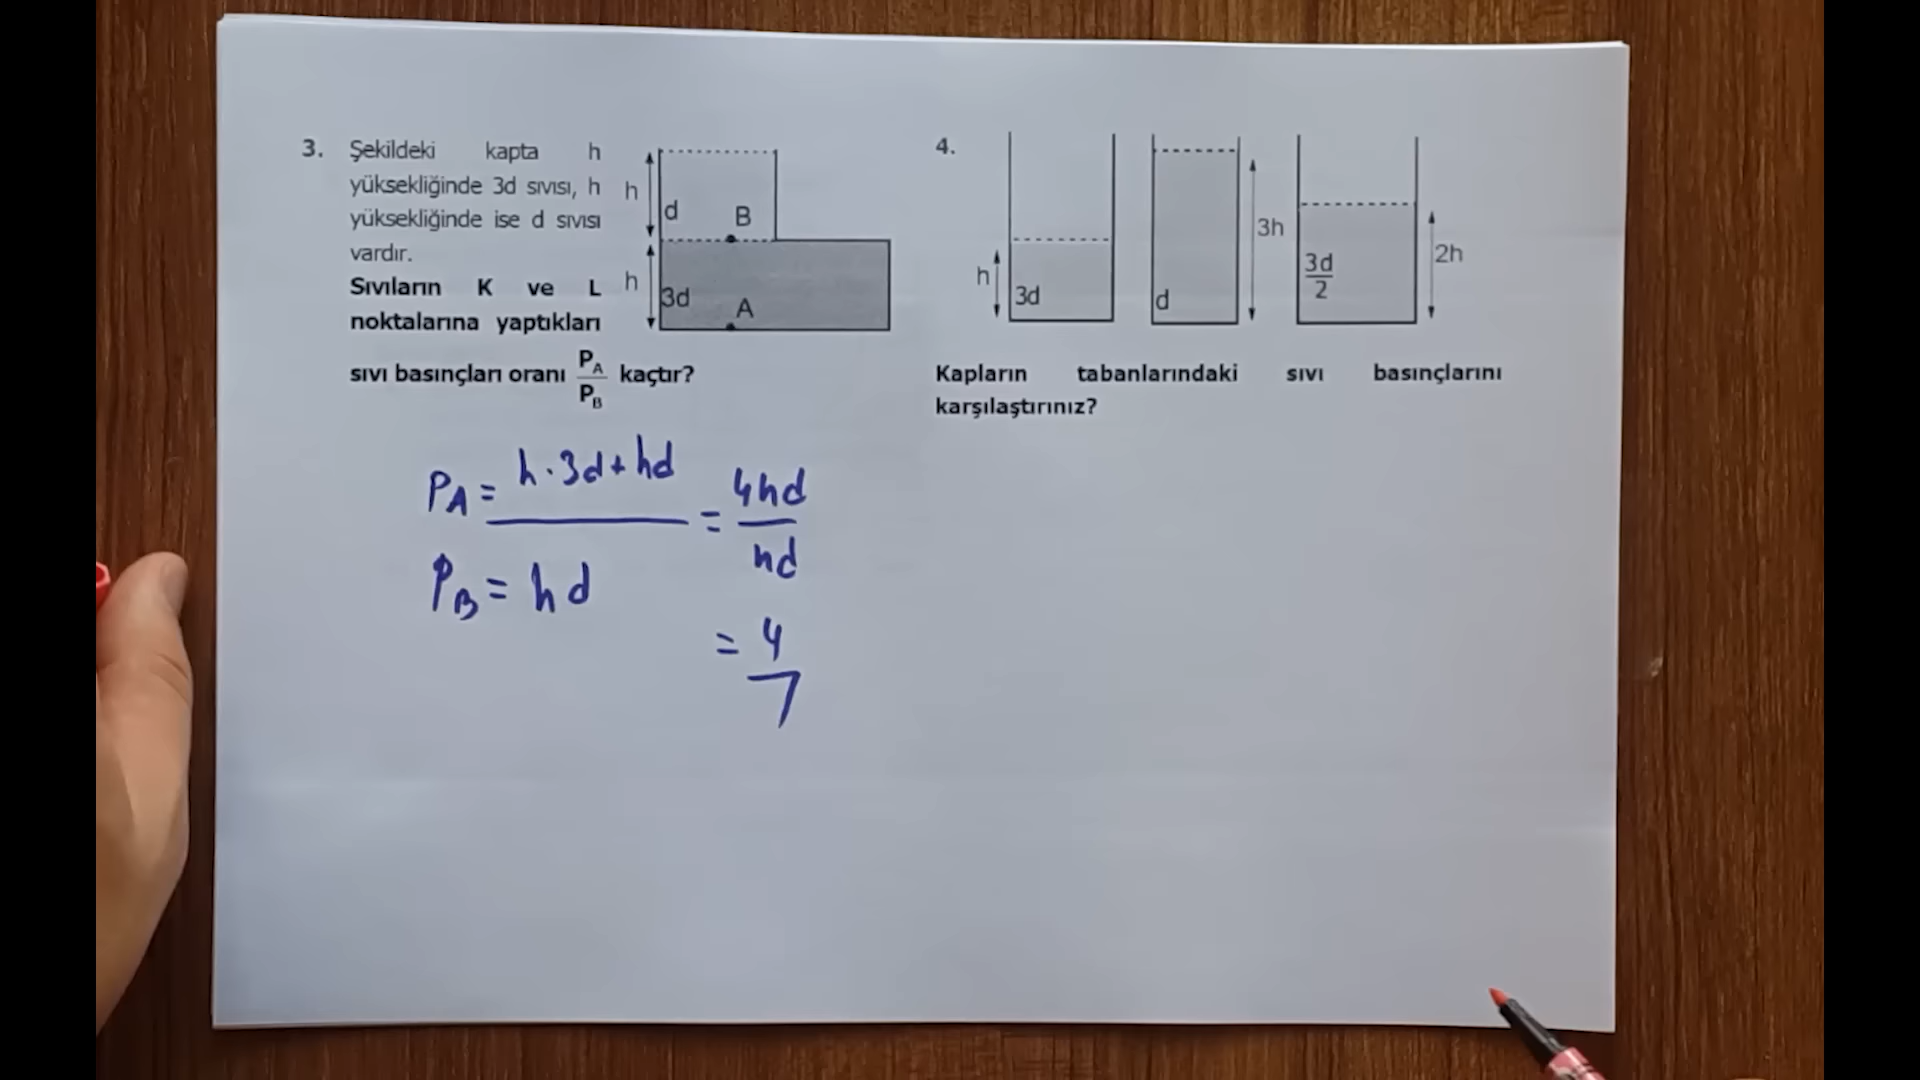 3. Şekildeki kapta h
yüksekliğinde 3d sıvısı, h
yüksekliğinde ise d sıvısı
vardır.
Sıvıların K ve L
noktalarına yaptıkları
sıvı basınçları oranı P_A / P_B kaçtır?
h
d
B
h
3d
A
P_A = h . 3d + hd = 4hd
P_B = hd hd
= 4
7
4.
h
3d
d
3h
3d
2
2h
Kapların tabanlarındaki sıvı basınçlarını
karşılaştırınız?